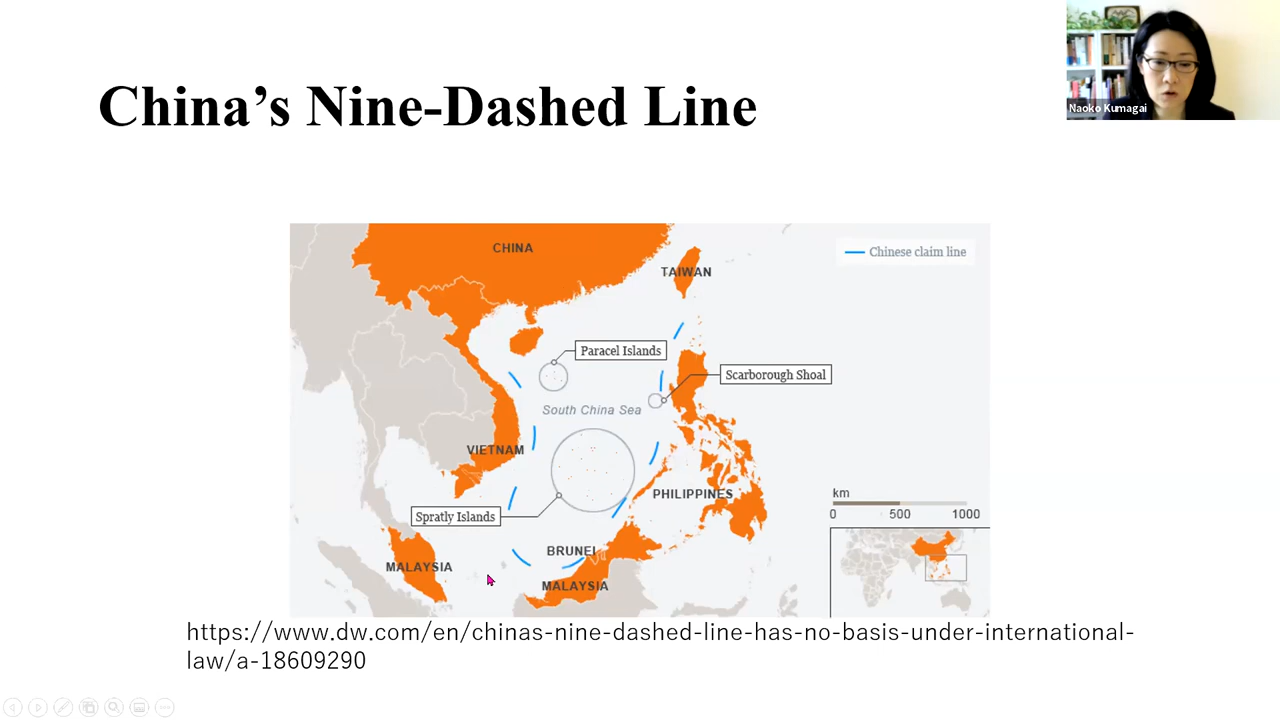 China’s Nine-Dashed Line
Naoko Kumagai
CHINA
TAIWAN
Chinese claim line
Paracel Islands
Scarborough Shoal
South China Sea
VIETNAM
PHILIPPINES
Spratly Islands
BRUNEI
MALAYSIA
MALAYSIA
km
0 500 1000
https://www.dw.com/en/chinas-nine-dashed-line-has-no-basis-under-international-
law/a-18609290